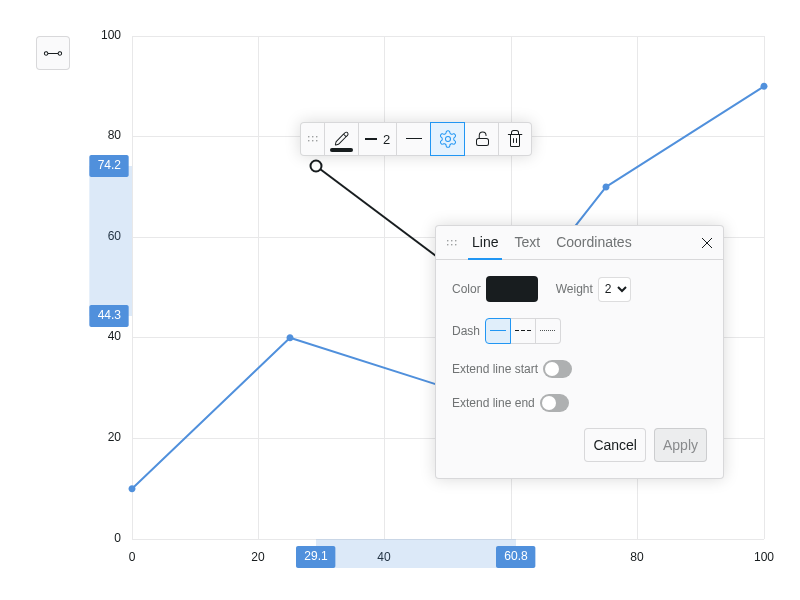 100
80
2
74.2
60
Line Text Coordinates
Color Weight 2
44.3
Dash
40
Extend line start
Extend line end
20
Cancel Apply
0
0 20 29.1 40 60.8 80 100